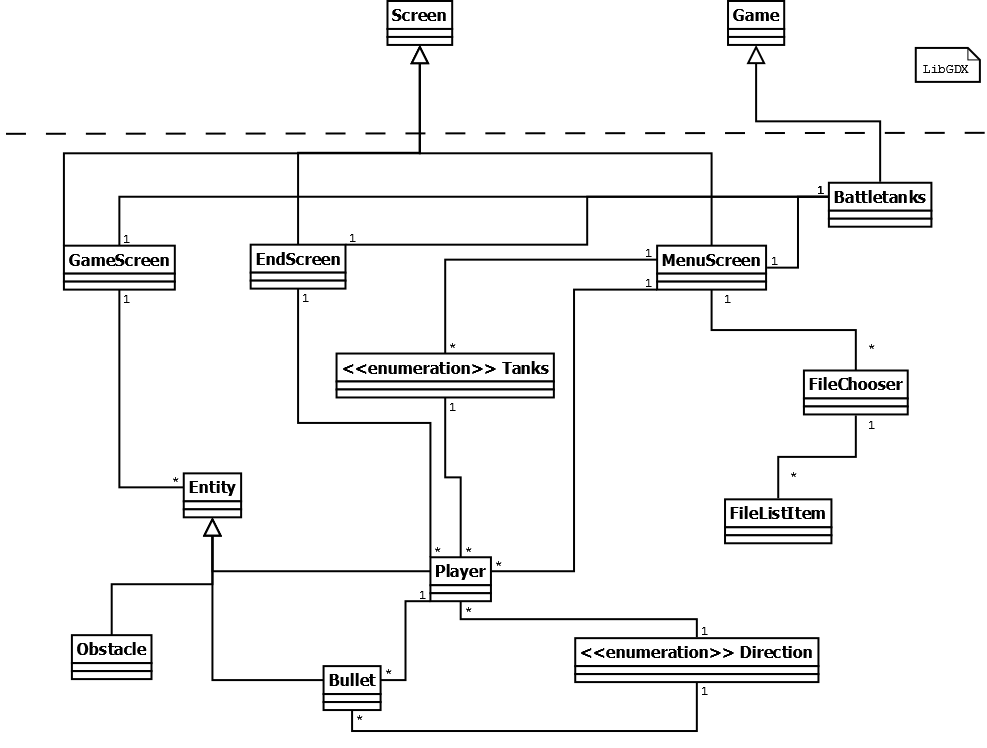 Screen
Game
LibGDX
1
Battletanks
1
1
GameScreen
EndScreen
1
MenuScreen
1
1
1
1
1
*
*
<<enumeration>> Tanks
FileChooser
1
1
*
*
Entity
FileListItem
*
*
*
Player
1
*
1
Obstacle
<<enumeration>> Direction
*
Bullet
1
*